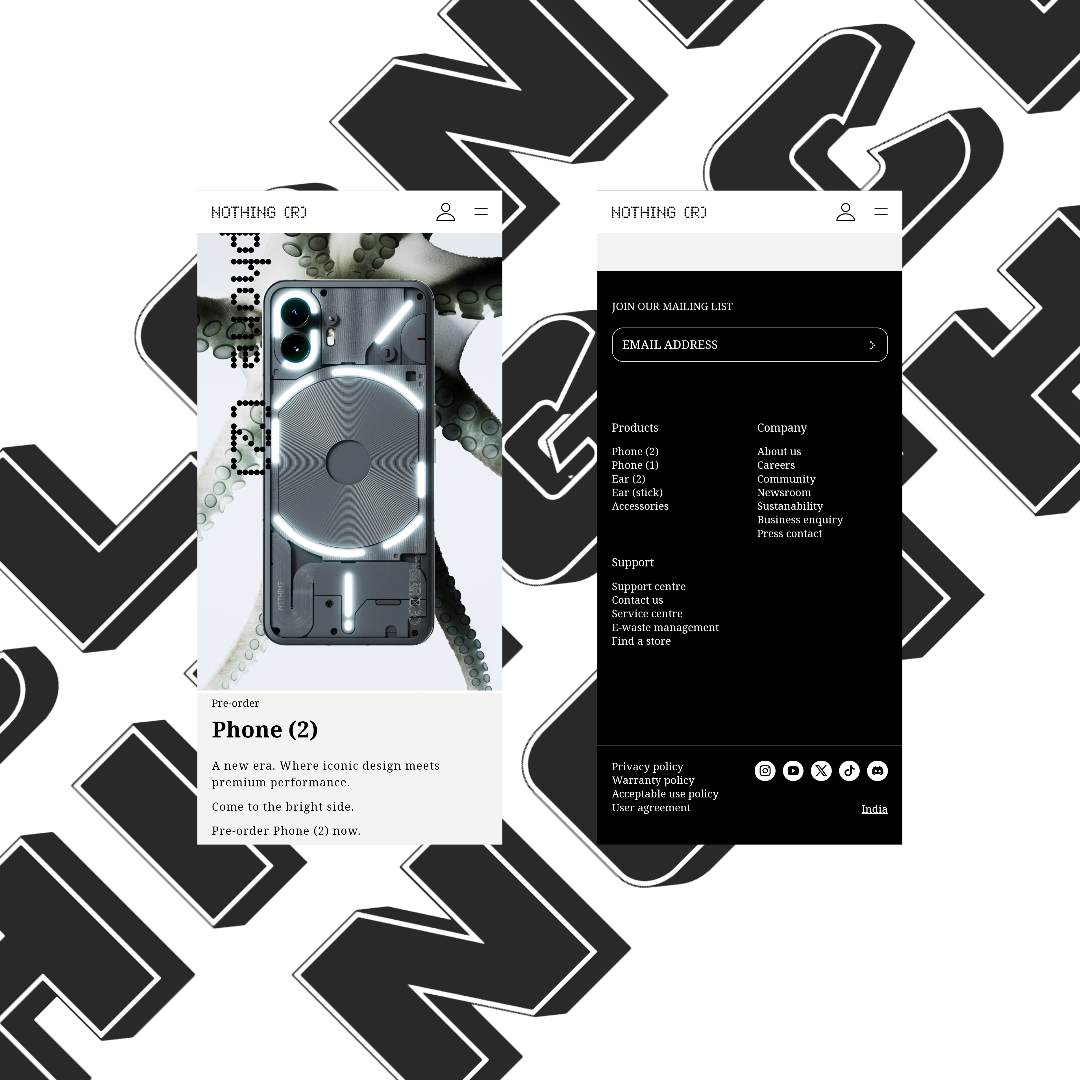 NOTHING (R)
Pre-order
Phone (2)
A new era. Where iconic design meets
premium performance.
Come to the bright side.
Pre-order Phone (2) now.
NOTHING (R)
JOIN OUR MAILING LIST
EMAIL ADDRESS
Products
Phone (2)
Phone (1)
Ear (2)
Ear (stick)
Accessories
Company
About us
Careers
Community
Newsroom
Sustanability
Business enquiry
Press contact
Support
Support centre
Contact us
Service centre
E-waste management
Find a store
Privacy policy
Warranty policy
Acceptable use policy
User agreement
India